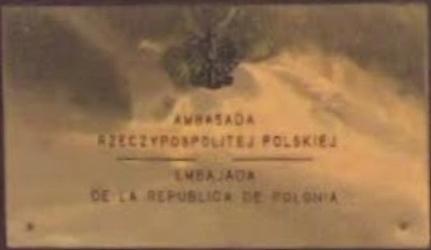 AMBASADA
RZECZYPOSPOLITEJ POLSKIEJ
EMBAJADA
DE LA REPUBLICA DE POLONIA